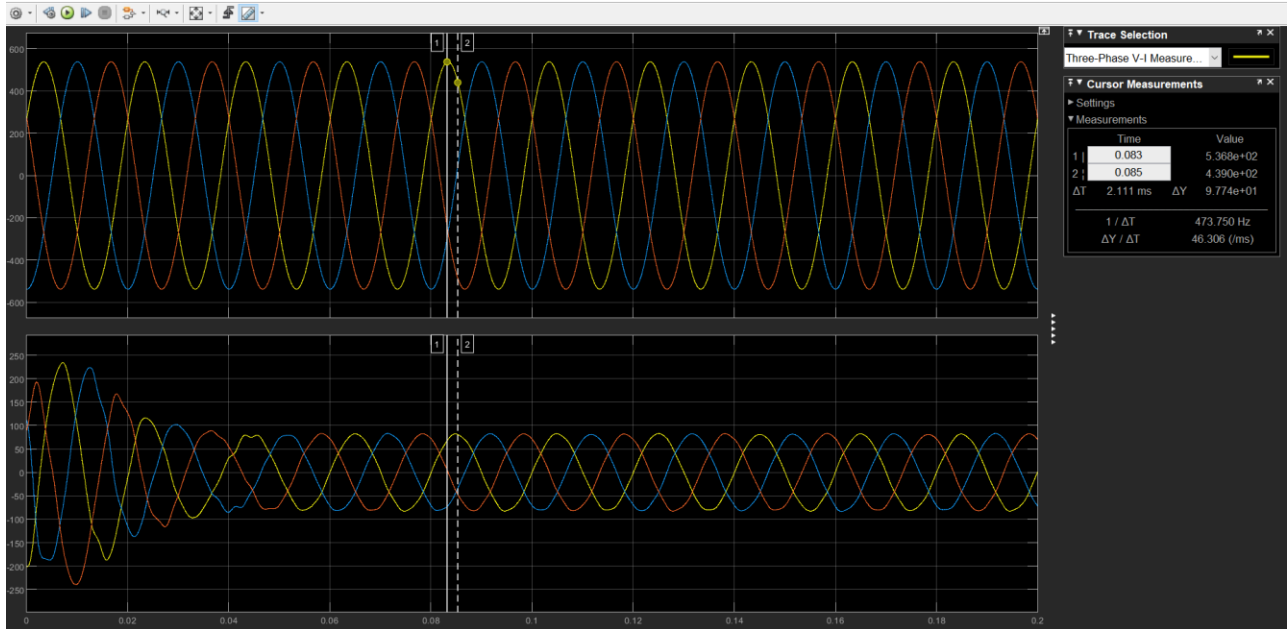 1 2
600
400
200
0
-200
-400
-600
1 2
250
200
150
100
50
0
-50
-100
-150
-200
-250
0 0.02 0.04 0.06 0.08 0.1 0.12 0.14 0.16 0.18 0.2
Trace Selection
Three-Phase V-I Measure...
Cursor Measurements
Settings
Measurements
Time Value
1 | 0.083 5.368e+02
2 ¦ 0.085 4.390e+02
ΔT 2.111 ms ΔY 9.774e+01
1 / ΔT 473.750 Hz
ΔY / ΔT 46.306 (/ms)